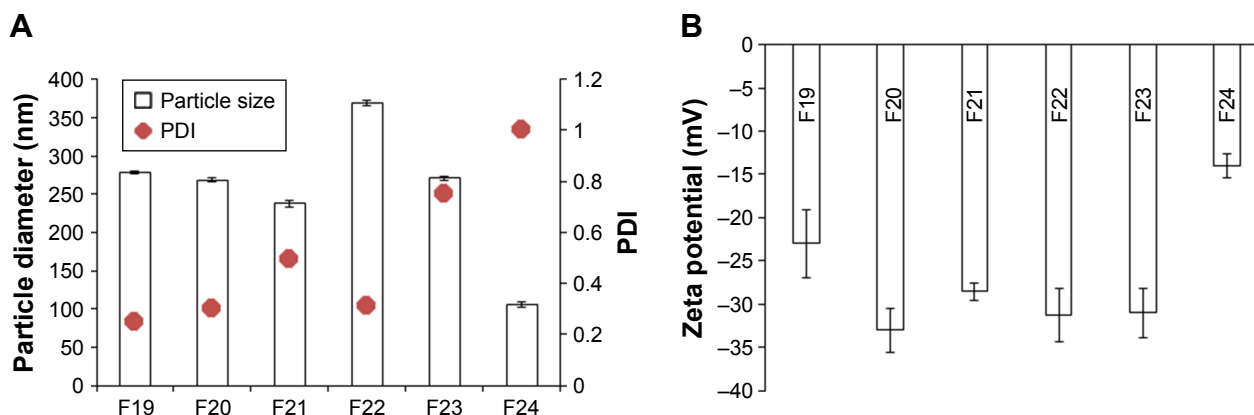 A
Particle diameter (nm)
400
350
300
250
200
150
100
50
0
Particle size
PDI
1.2
1
0.8
0.6
0.4
0.2
0
PDI
F19 F20 F21 F22 F23 F24
B
Zeta potential (mV)
0
–5
–10
–15
–20
–25
–30
–35
–40
F19
F20
F21
F22
F23
F24